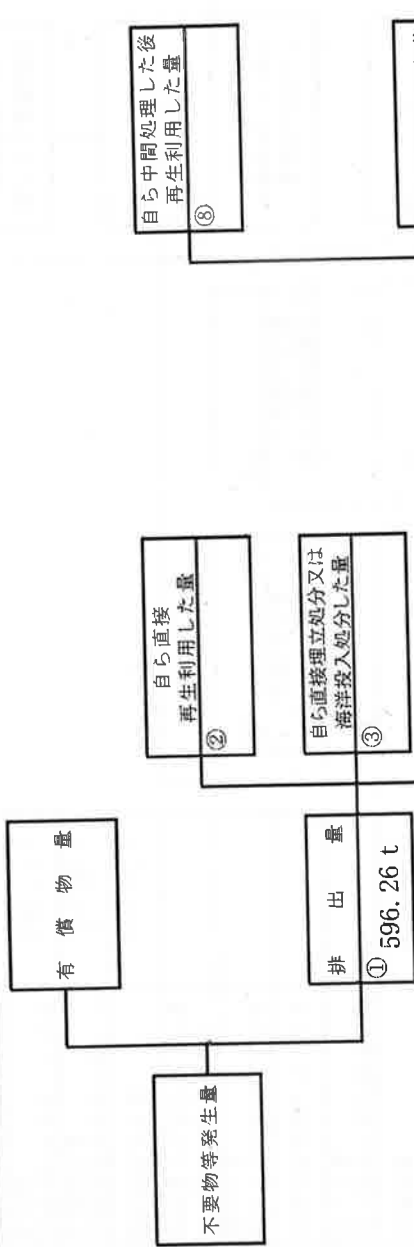 不要物等発生量
有償物量
排出量
① 596.26 t
自ら直接
再生利用した量
②
自ら直接埋立処分又は
海洋投入処分した量
③
自ら中間処理した後
再生利用した量
⑧